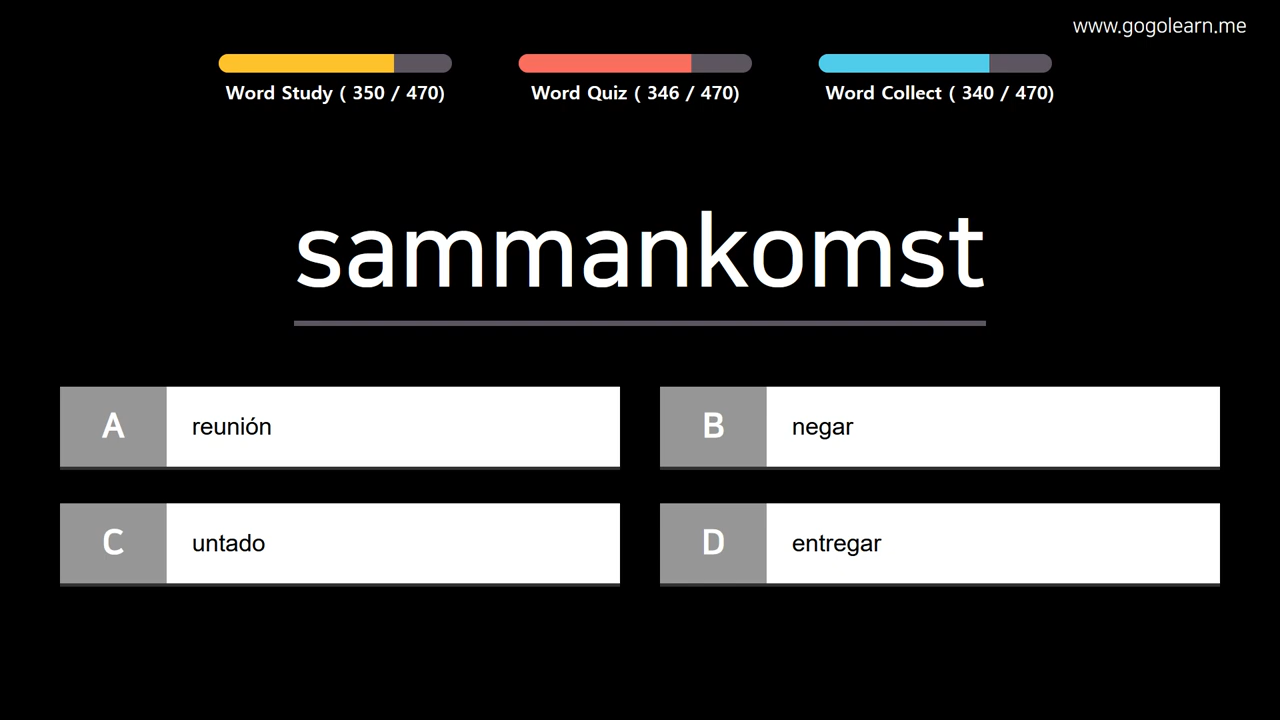 www.gogolearn.me
Word Study ( 350 / 470)
Word Quiz ( 346 / 470)
Word Collect ( 340 / 470)
sammankomst
A reunión
B negar
C untado
D entregar